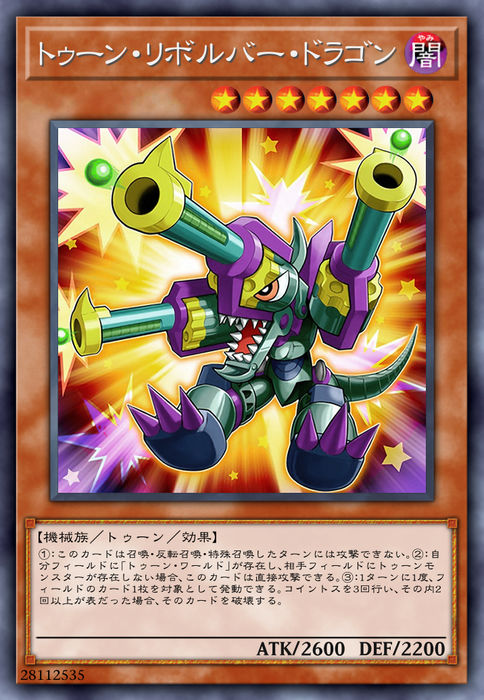 トゥーン・リボルバー・ドラゴン
やみ
闇
【機械族／トゥーン／効果】
①:このカードは召喚・反転召喚・特殊召喚したターンには攻撃できない。②:自
分フィールドに「トゥーン・ワールド」が存在し、相手フィールドにトゥーンモ
ンスターが存在しない場合、このカードは直接攻撃できる。③:1ターンに1度、フ
ィールドのカード1枚を対象として発動できる。コイントスを3回行い、その内2
回以上が表だった場合、そのカードを破壊する。
ATK/2600 DEF/2200
28112535